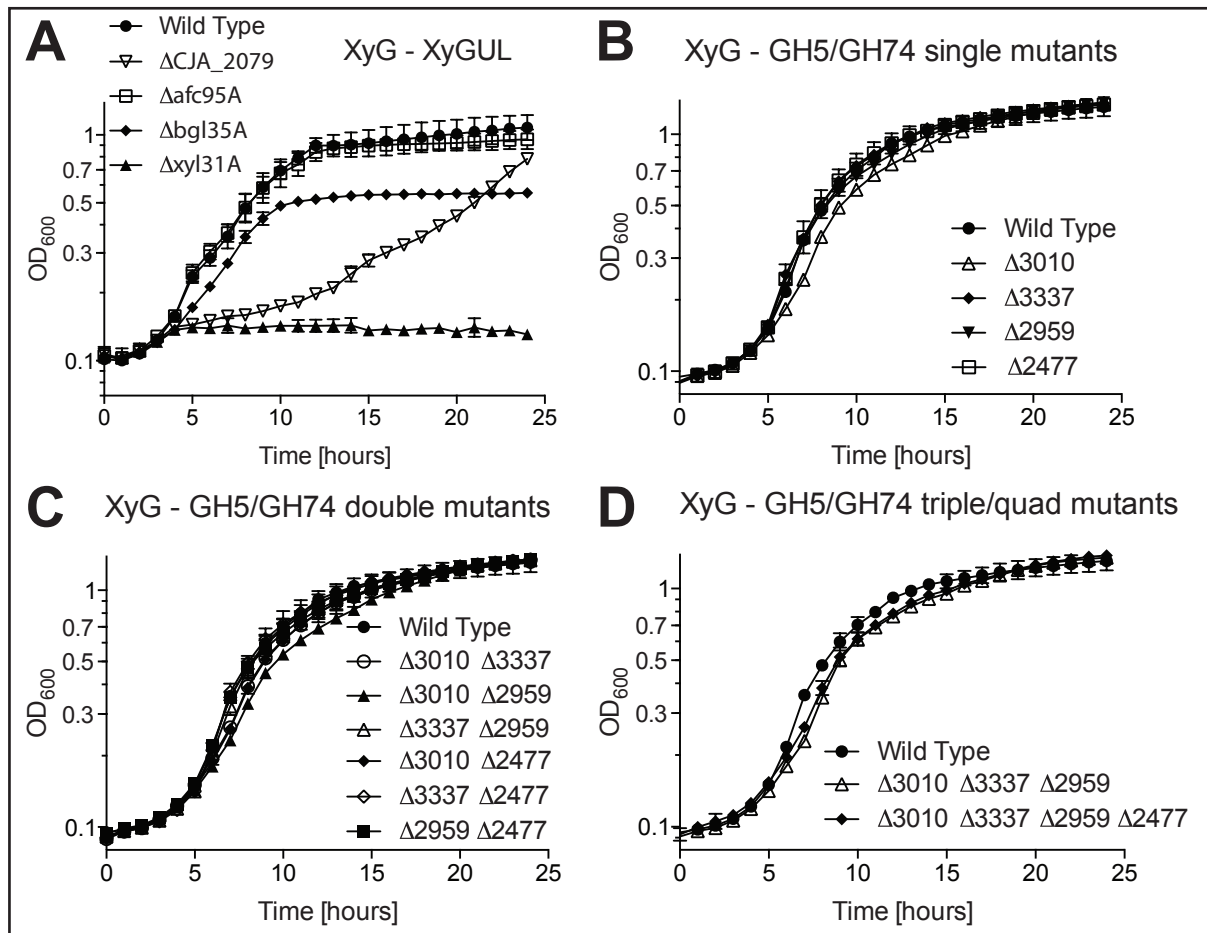 A
Wild Type
ΔCJA_2079
Δafc95A
Δbgl35A
Δxyl31A
XyG - XyGUL
1
0.7
0.5
0.3
0.1
OD600
0 5 10 15 20 25
Time [hours]
B
XyG - GH5/GH74 single mutants
1
0.7
0.5
0.3
0.1
OD600
Wild Type
Δ3010
Δ3337
Δ2959
Δ2477
0 5 10 15 20 25
Time [hours]
C
XyG - GH5/GH74 double mutants
1
0.7
0.5
0.3
0.1
OD600
Wild Type
Δ3010 Δ3337
Δ3010 Δ2959
Δ3337 Δ2959
Δ3010 Δ2477
Δ3337 Δ2477
Δ2959 Δ2477
0 5 10 15 20 25
Time [hours]
D
XyG - GH5/GH74 triple/quad mutants
1
0.7
0.5
0.3
0.1
OD600
Wild Type
Δ3010 Δ3337 Δ2959
Δ3010 Δ3337 Δ2959 Δ2477
0 5 10 15 20 25
Time [hours]